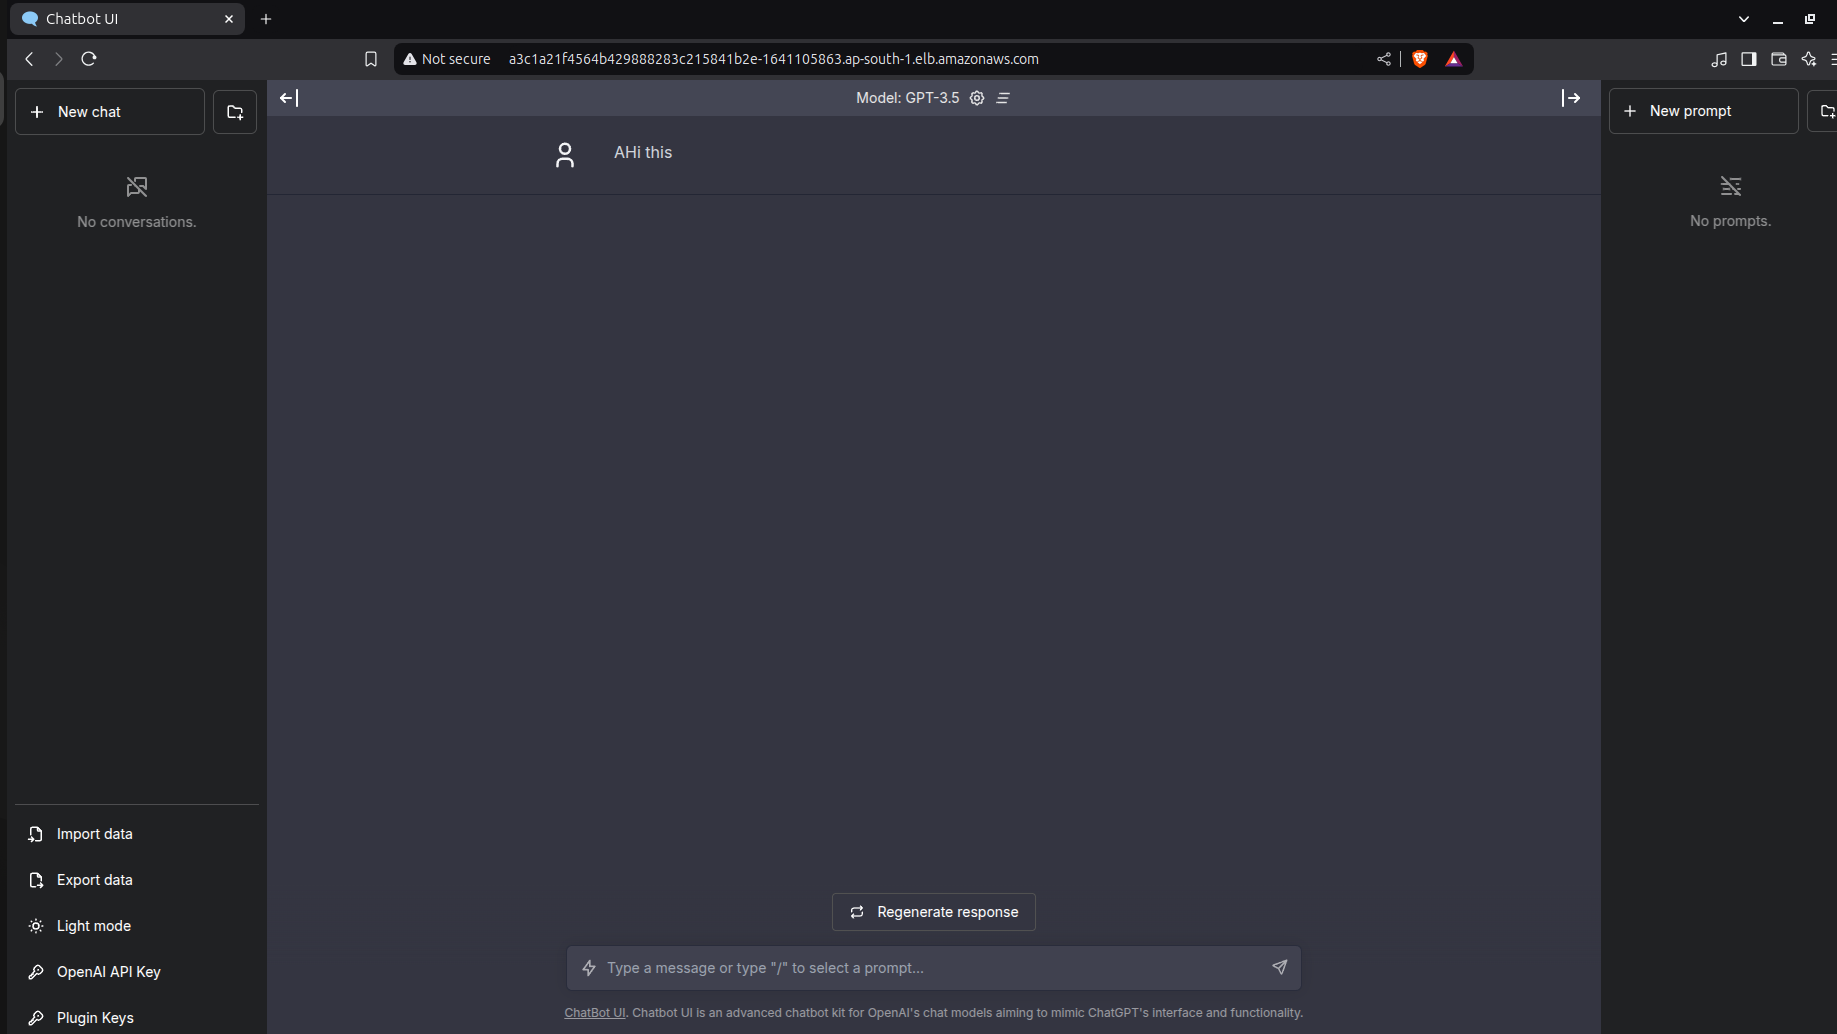 Chatbot UI
Not secure a3c1a21f4564b429888283c215841b2e-1641105863.ap-south-1.elb.amazonaws.com
New chat
No conversations.
Import data
Export data
Light mode
OpenAI API Key
Plugin Keys
Model: GPT-3.5
AHi this
Regenerate response
Type a message or type "/" to select a prompt...
ChatBot UI. Chatbot UI is an advanced chatbot kit for OpenAI's chat models aiming to mimic ChatGPT's interface and functionality.
New prompt
No prompts.